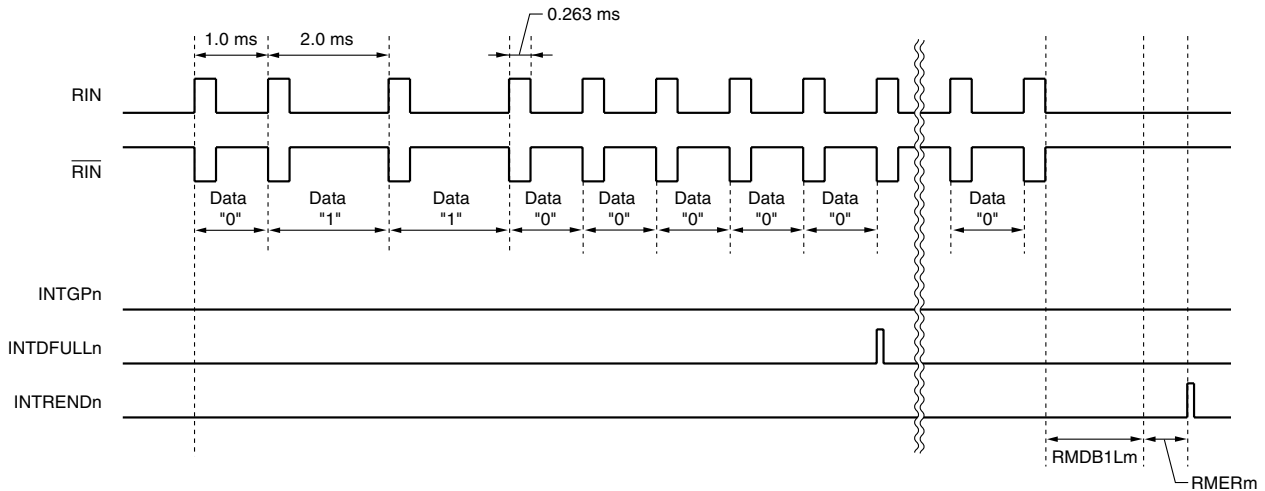 0.263 ms
1.0 ms
2.0 ms
RIN
RIN
Data
"0"
Data
"1"
Data
"1"
Data
"0"
Data
"0"
Data
"0"
Data
"0"
Data
"0"
Data
"0"
INTGPn
INTDFULLn
INTRENDn
RMDB1Lm
RMERm